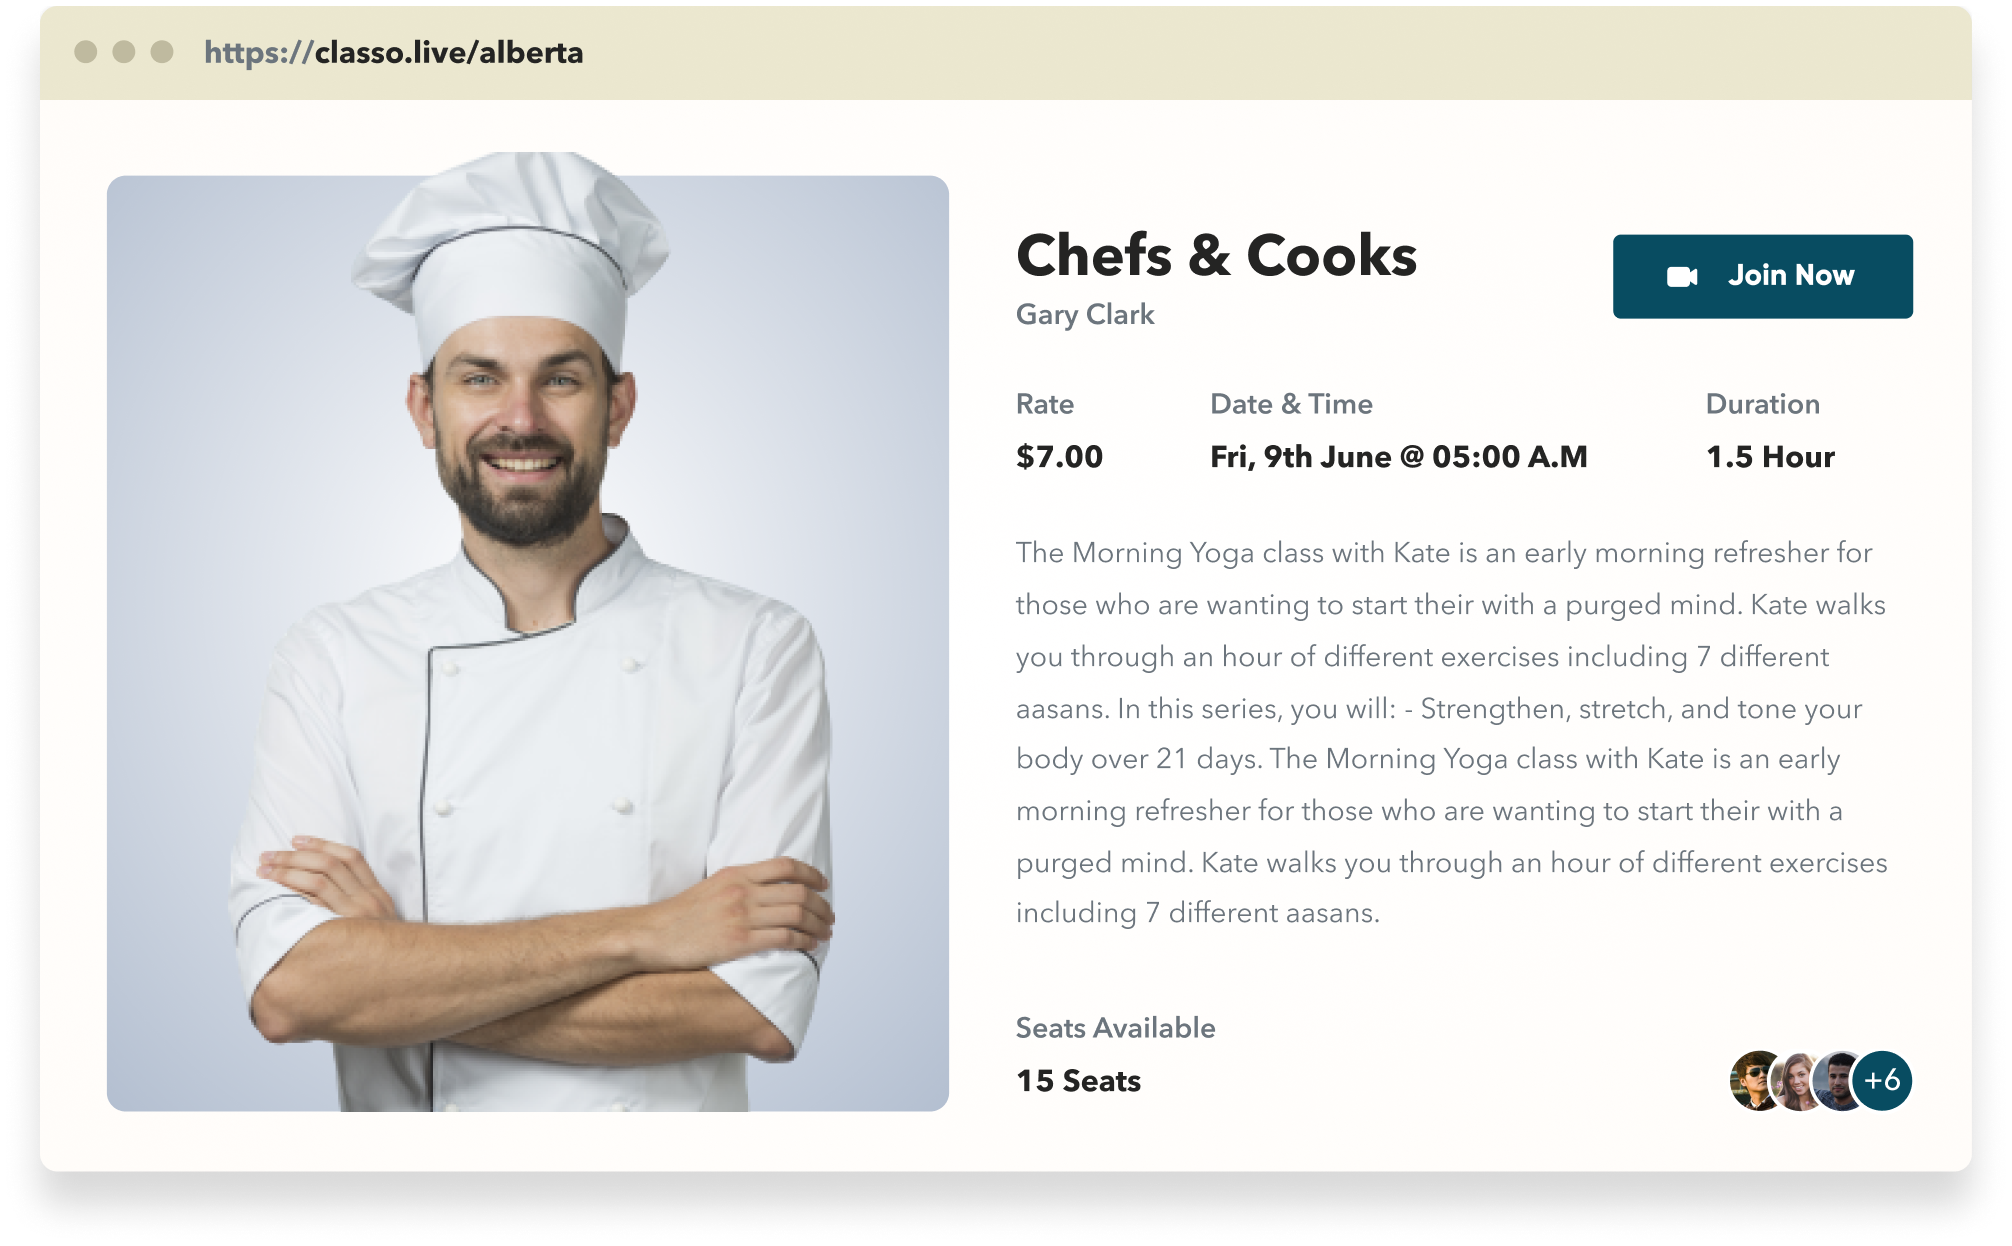 https://classo.live/alberta
Chefs & Cooks
Join Now
Gary Clark
Rate
Date & Time
Duration
$7.00
Fri, 9th June @ 05:00 A.M
1.5 Hour
The Morning Yoga class with Kate is an early morning refresher for
those who are wanting to start their with a purged mind. Kate walks
you through an hour of different exercises including 7 different
aasans. In this series, you will: - Strengthen, stretch, and tone your
body over 21 days. The Morning Yoga class with Kate is an early
morning refresher for those who are wanting to start their with a
purged mind. Kate walks you through an hour of different exercises
including 7 different aasans.
Seats Available
15 Seats
+6